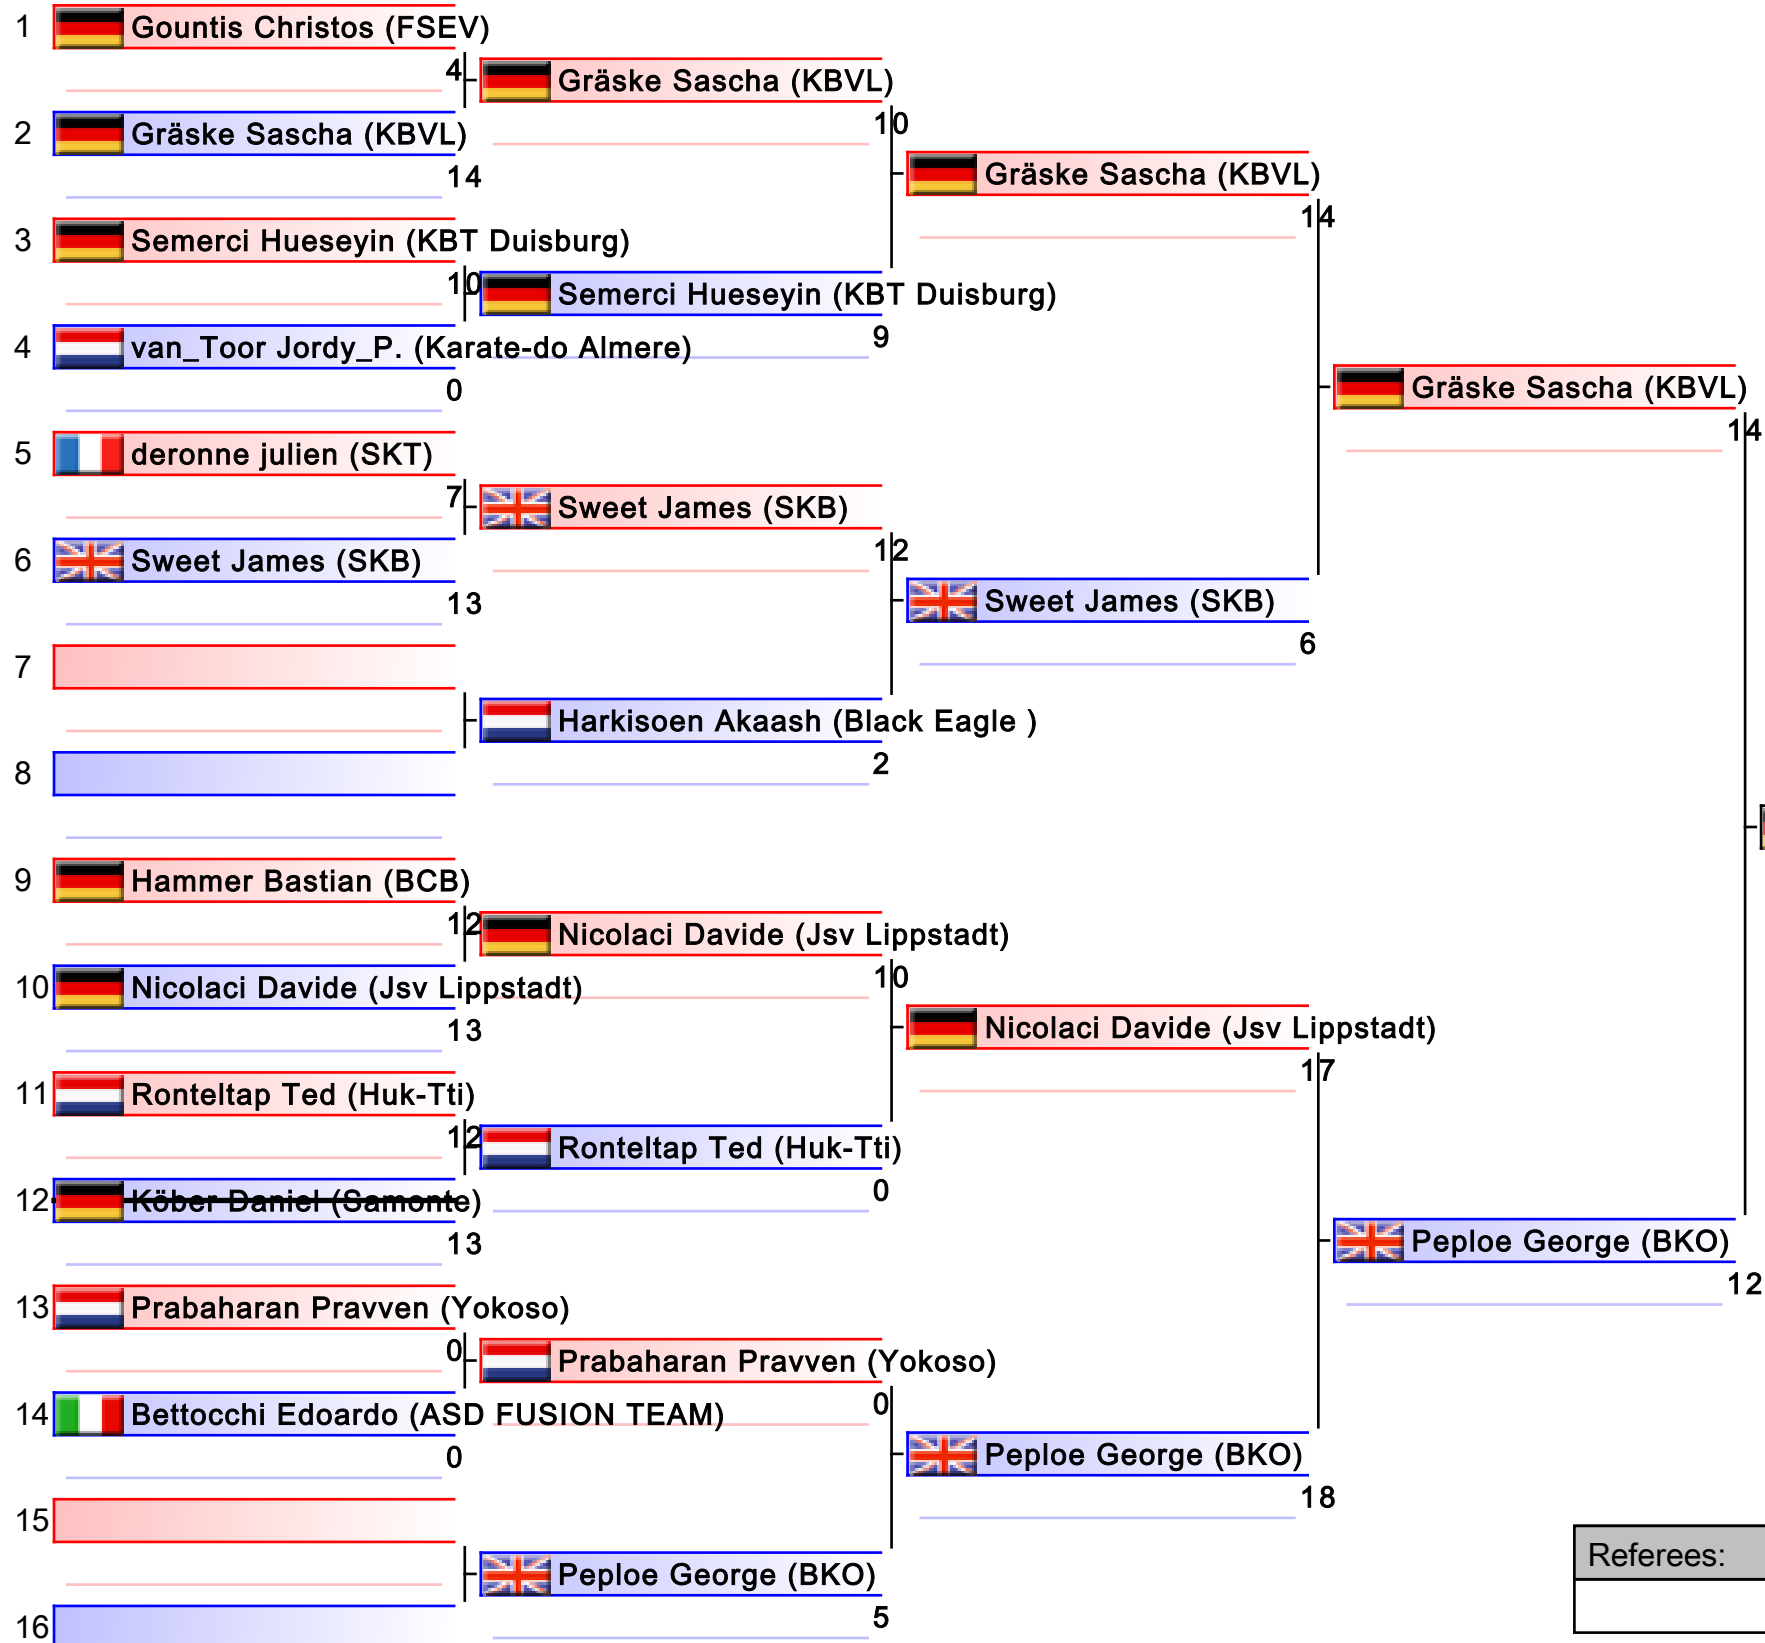 1 Gountis Christos (FSEV)
4 Gräske Sascha (KBVL)
10
2 Gräske Sascha (KBVL)
14
Gräske Sascha (KBVL)
14
3 Semerci Hueseyin (KBT Duisburg)
10 Semerci Hueseyin (KBT Duisburg)
9
4 van_Toor Jordy_P. (Karate-do Almere)
0
Gräske Sascha (KBVL)
14
5 deronne julien (SKT)
7 Sweet James (SKB)
12
6 Sweet James (SKB)
13
Sweet James (SKB)
6
7
Harkisoen Akaash (Black Eagle )
2
8
9 Hammer Bastian (BCB)
12 Nicolaci Davide (Jsv Lippstadt)
10
10 Nicolaci Davide (Jsv Lippstadt)
13
Nicolaci Davide (Jsv Lippstadt)
17
11 Ronteltap Ted (Huk-Tti)
12 Ronteltap Ted (Huk-Tti)
0
12 Köber Daniel (Samonte)
13
Peploe George (BKO)
12
13 Prabaharan Pravven (Yokoso)
0 Prabaharan Pravven (Yokoso)
0
14 Bettocchi Edoardo (ASD FUSION TEAM)
0
Peploe George (BKO)
18
15
Peploe George (BKO)
5
16
Referees: